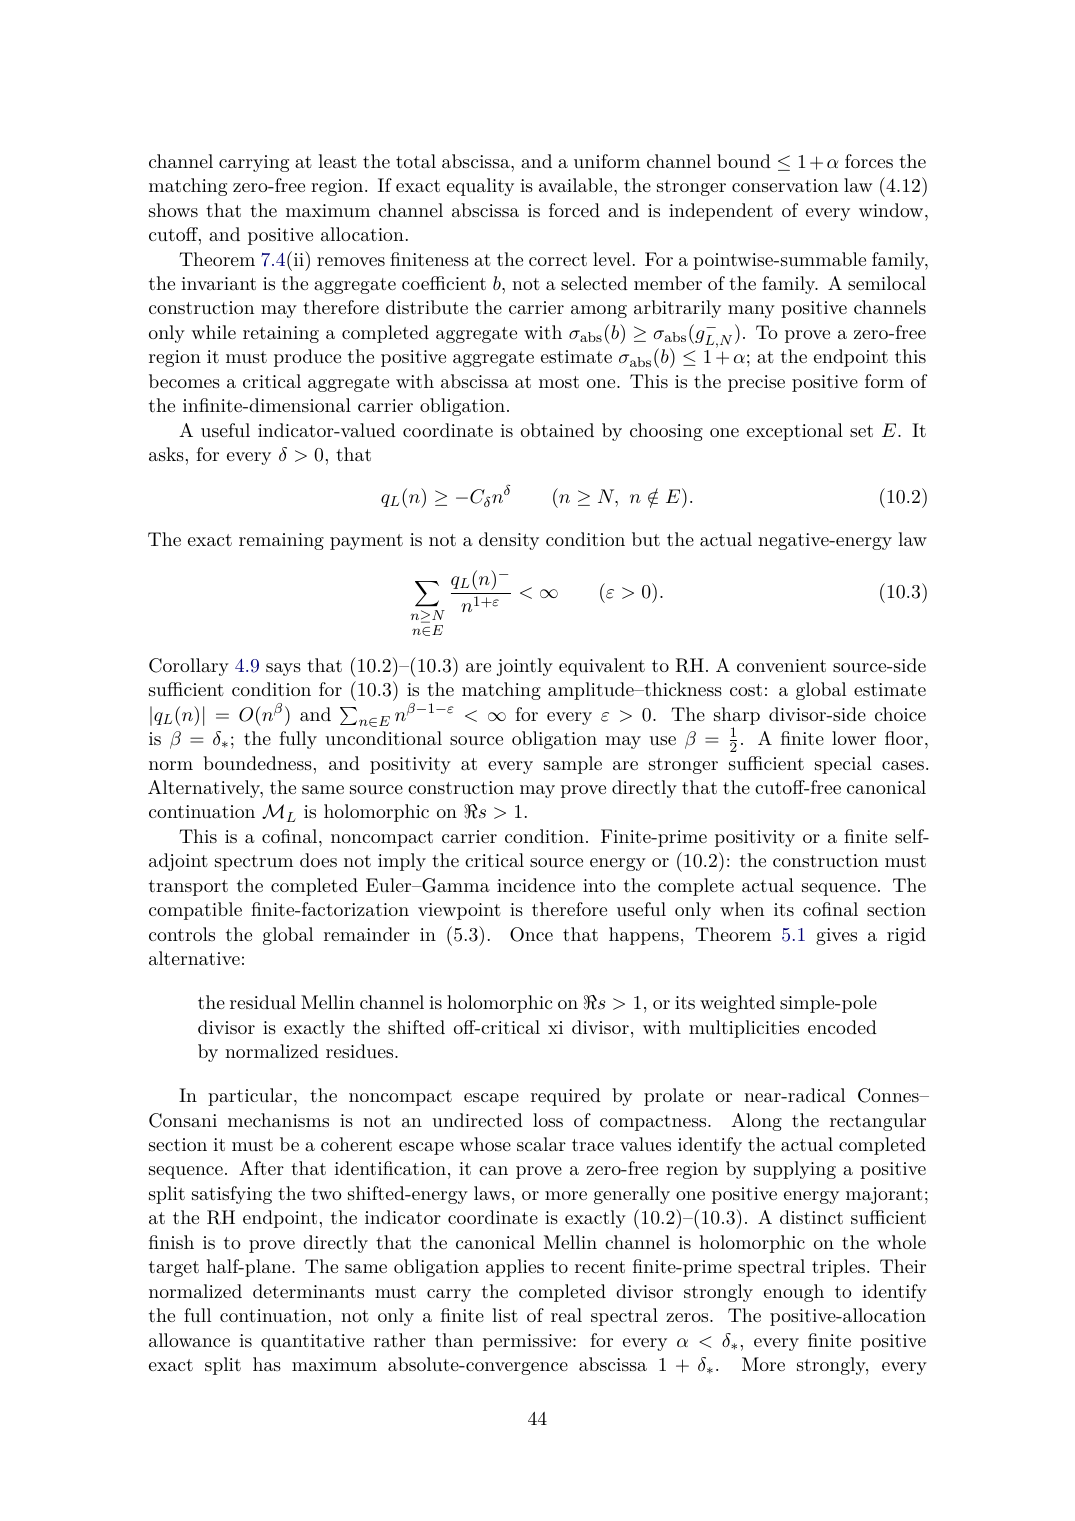 channel carrying at least the total abscissa, and a uniform channel bound ≤ 1+α forces the
matching zero-free region. If exact equality is available, the stronger conservation law (4.12)
shows that the maximum channel abscissa is forced and is independent of every window,
cutoff, and positive allocation.
Theorem 7.4(ii) removes finiteness at the correct level. For a pointwise-summable family,
the invariant is the aggregate coefficient b, not a selected member of the family. A semilocal
construction may therefore distribute the carrier among arbitrarily many positive channels
only while retaining a completed aggregate with σ_abs(b) ≥ σ_abs(g⁻_{L,N}). To prove a zero-free
region it must produce the positive aggregate estimate σ_abs(b) ≤ 1+α; at the endpoint this
becomes a critical aggregate with abscissa at most one. This is the precise positive form of
the infinite-dimensional carrier obligation.
A useful indicator-valued coordinate is obtained by choosing one exceptional set E. It
asks, for every δ > 0, that
q_L(n) ≥ −C_δ n^δ (n ≥ N, n ∉ E). (10.2)
The exact remaining payment is not a density condition but the actual negative-energy law
∑_{n≥N, n∈E} q_L(n)⁻ / n^{1+ε} < ∞ (ε > 0). (10.3)
Corollary 4.9 says that (10.2)–(10.3) are jointly equivalent to RH. A convenient source-side
sufficient condition for (10.3) is the matching amplitude–thickness cost: a global estimate
|q_L(n)| = O(n^β) and ∑_{n∈E} n^{β−1−ε} < ∞ for every ε > 0. The sharp divisor-side choice
is β = δ_*; the fully unconditional source obligation may use β = 1/2. A finite lower floor,
norm boundedness, and positivity at every sample are stronger sufficient special cases.
Alternatively, the same source construction may prove directly that the cutoff-free canonical
continuation ℳ_L is holomorphic on ℜs > 1.
This is a cofinal, noncompact carrier condition. Finite-prime positivity or a finite self-
adjoint spectrum does not imply the critical source energy or (10.2): the construction must
transport the completed Euler–Gamma incidence into the complete actual sequence. The
compatible finite-factorization viewpoint is therefore useful only when its cofinal section
controls the global remainder in (5.3). Once that happens, Theorem 5.1 gives a rigid
alternative:
the residual Mellin channel is holomorphic on ℜs > 1, or its weighted simple-pole
divisor is exactly the shifted off-critical xi divisor, with multiplicities encoded
by normalized residues.
In particular, the noncompact escape required by prolate or near-radical Connes–
Consani mechanisms is not an undirected loss of compactness. Along the rectangular
section it must be a coherent escape whose scalar trace values identify the actual completed
sequence. After that identification, it can prove a zero-free region by supplying a positive
split satisfying the two shifted-energy laws, or more generally one positive energy majorant;
at the RH endpoint, the indicator coordinate is exactly (10.2)–(10.3). A distinct sufficient
finish is to prove directly that the canonical Mellin channel is holomorphic on the whole
target half-plane. The same obligation applies to recent finite-prime spectral triples. Their
normalized determinants must carry the completed divisor strongly enough to identify
the full continuation, not only a finite list of real spectral zeros. The positive-allocation
allowance is quantitative rather than permissive: for every α < δ_*, every finite positive
exact split has maximum absolute-convergence abscissa 1 + δ_*. More strongly, every
44